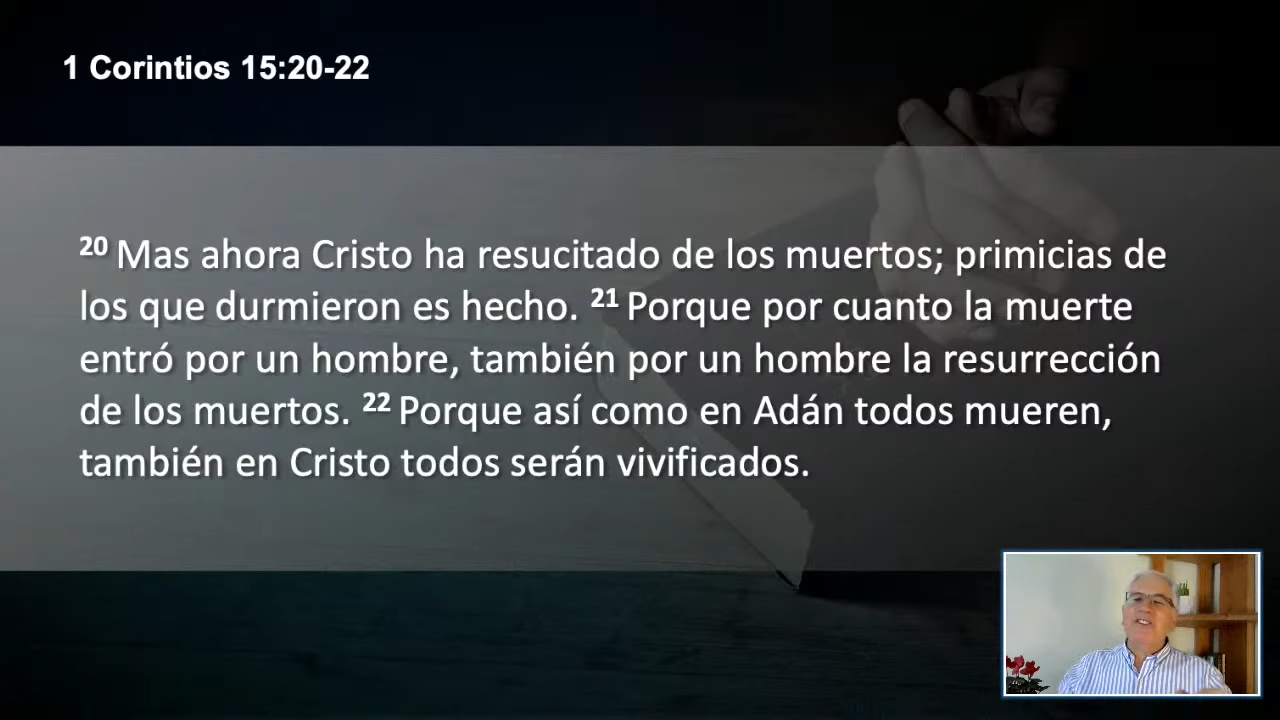 1 Corintios 15:20-22
20 Mas ahora Cristo ha resucitado de los muertos; primicias de
los que durmieron es hecho. 21 Porque por cuanto la muerte
entró por un hombre, también por un hombre la resurrección
de los muertos. 22 Porque así como en Adán todos mueren,
también en Cristo todos serán vivificados.